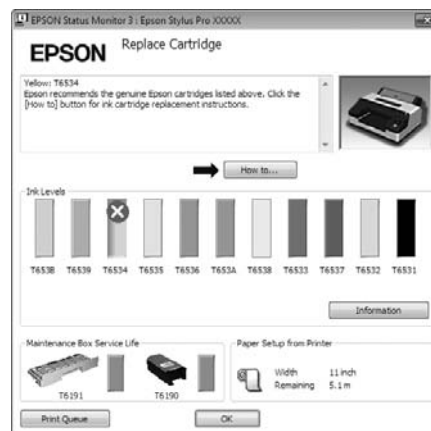 EPSON Status Monitor 3 : Epson Stylus Pro XXXXX
EPSON
Replace Cartridge
Yellow: T6534
Epson recommends the genuine Epson cartridges listed above. Click the
[How to] button for ink cartridge replacement instructions.
How to...
Ink Levels
T653B T6539 T6534 T6535 T6536 T653A T6538 T6533 T6537 T6532 T6531
Information
Maintenance Box Service Life
T6191 T6190
Paper Setup from Printer
Width 11 inch
Remaining 5.1 m
Print Queue
OK